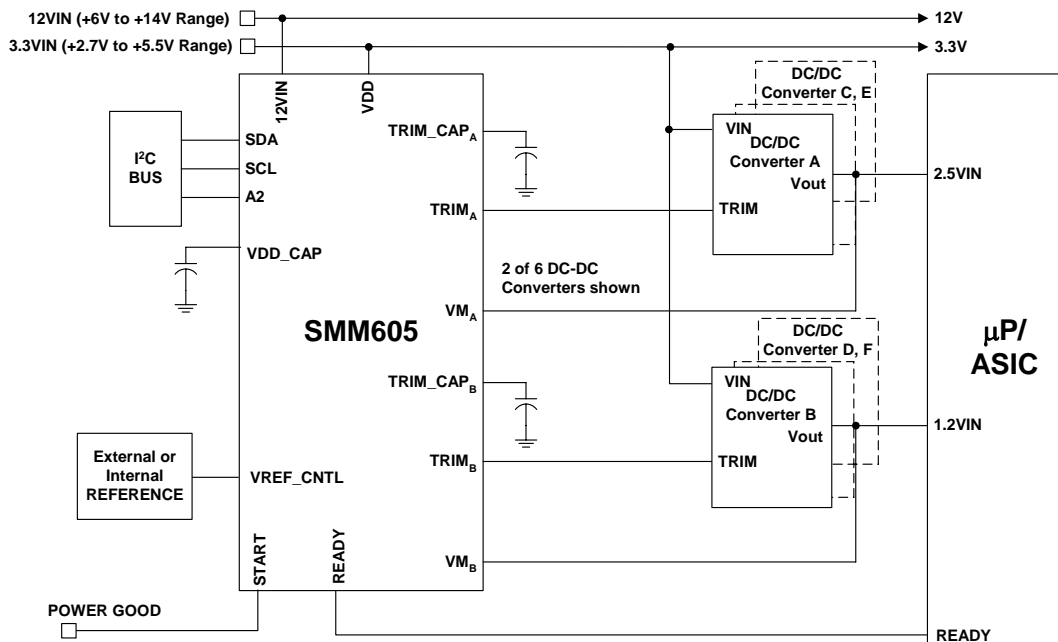 12VIN (+6V to +14V Range)
12V
3.3VIN (+2.7V to +5.5V Range)
3.3V
12VIN
VDD
I²C
BUS
SDA
SCL
A2
VDD_CAP
SMM605
TRIM_CAPA
TRIMA
VMA
TRIM_CAPB
TRIMB
VMB
2 of 6 DC-DC
Converters shown
DC/DC
Converter C, E
VIN
DC/DC
Converter A
Vout
TRIM
2.5VIN
DC/DC
Converter D, F
VIN
DC/DC
Converter B
Vout
TRIM
1.2VIN
μP/
ASIC
External or
Internal
REFERENCE
VREF_CNTL
START
READY
POWER GOOD
READY